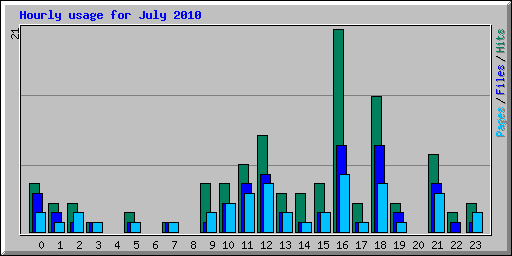 Hourly usage for July 2010
21
Pages / Files / Hits
0 1 2 3 4 5 6 7 8 9 10 11 12 13 14 15 16 17 18 19 20 21 22 23